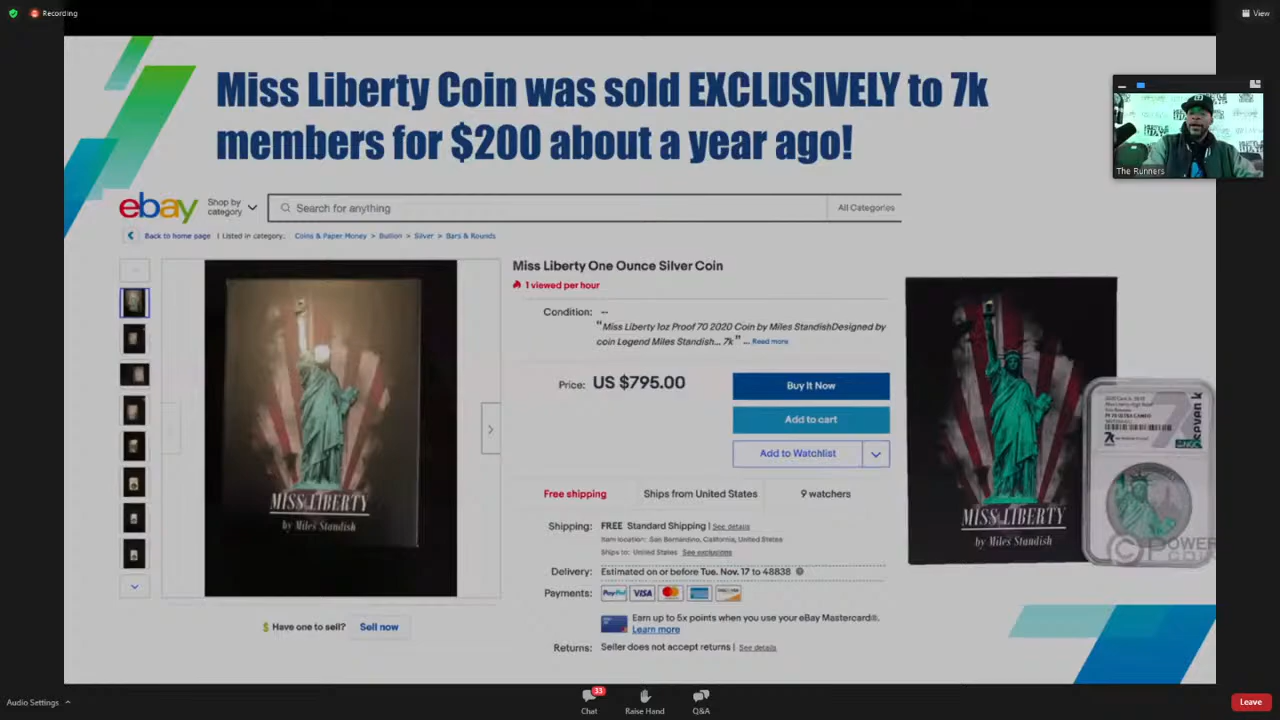 Recording
View
Miss Liberty Coin was sold EXCLUSIVELY to 7k
members for $200 about a year ago!
The Runners
ebay
Shop by
category
Search for anything
All Categories
Back to home page | Listed in category: Coins & Paper Money > Bullion > Silver > Bars & Rounds
Miss Liberty One Ounce Silver Coin
1 viewed per hour
Condition: --
"Miss Liberty 1oz Proof 70 2020 Coin by Miles StandishDesigned by
coin Legend Miles Standish... 7k" ... Read more
Price: US $795.00
Buy It Now
Add to cart
Add to Watchlist
Free shipping
Ships from United States
9 watchers
Shipping: FREE Standard Shipping | See details
Item location: San Bernardino, California, United States
Ships to: United States See exclusions
Delivery: Estimated on or before Tue. Nov. 17 to 48838
Payments: PayPal VISA
Earn up to 5x points when you use your eBay Mastercard®.
Learn more
Returns: Seller does not accept returns | See details
MISS LIBERTY
by Miles Standish
Have one to sell? Sell now
MISS LIBERTY
by Miles Standish
seven k
7k
NGC
POWER
COIN
Audio Settings
33
Chat
Raise Hand
Q&A
Leave